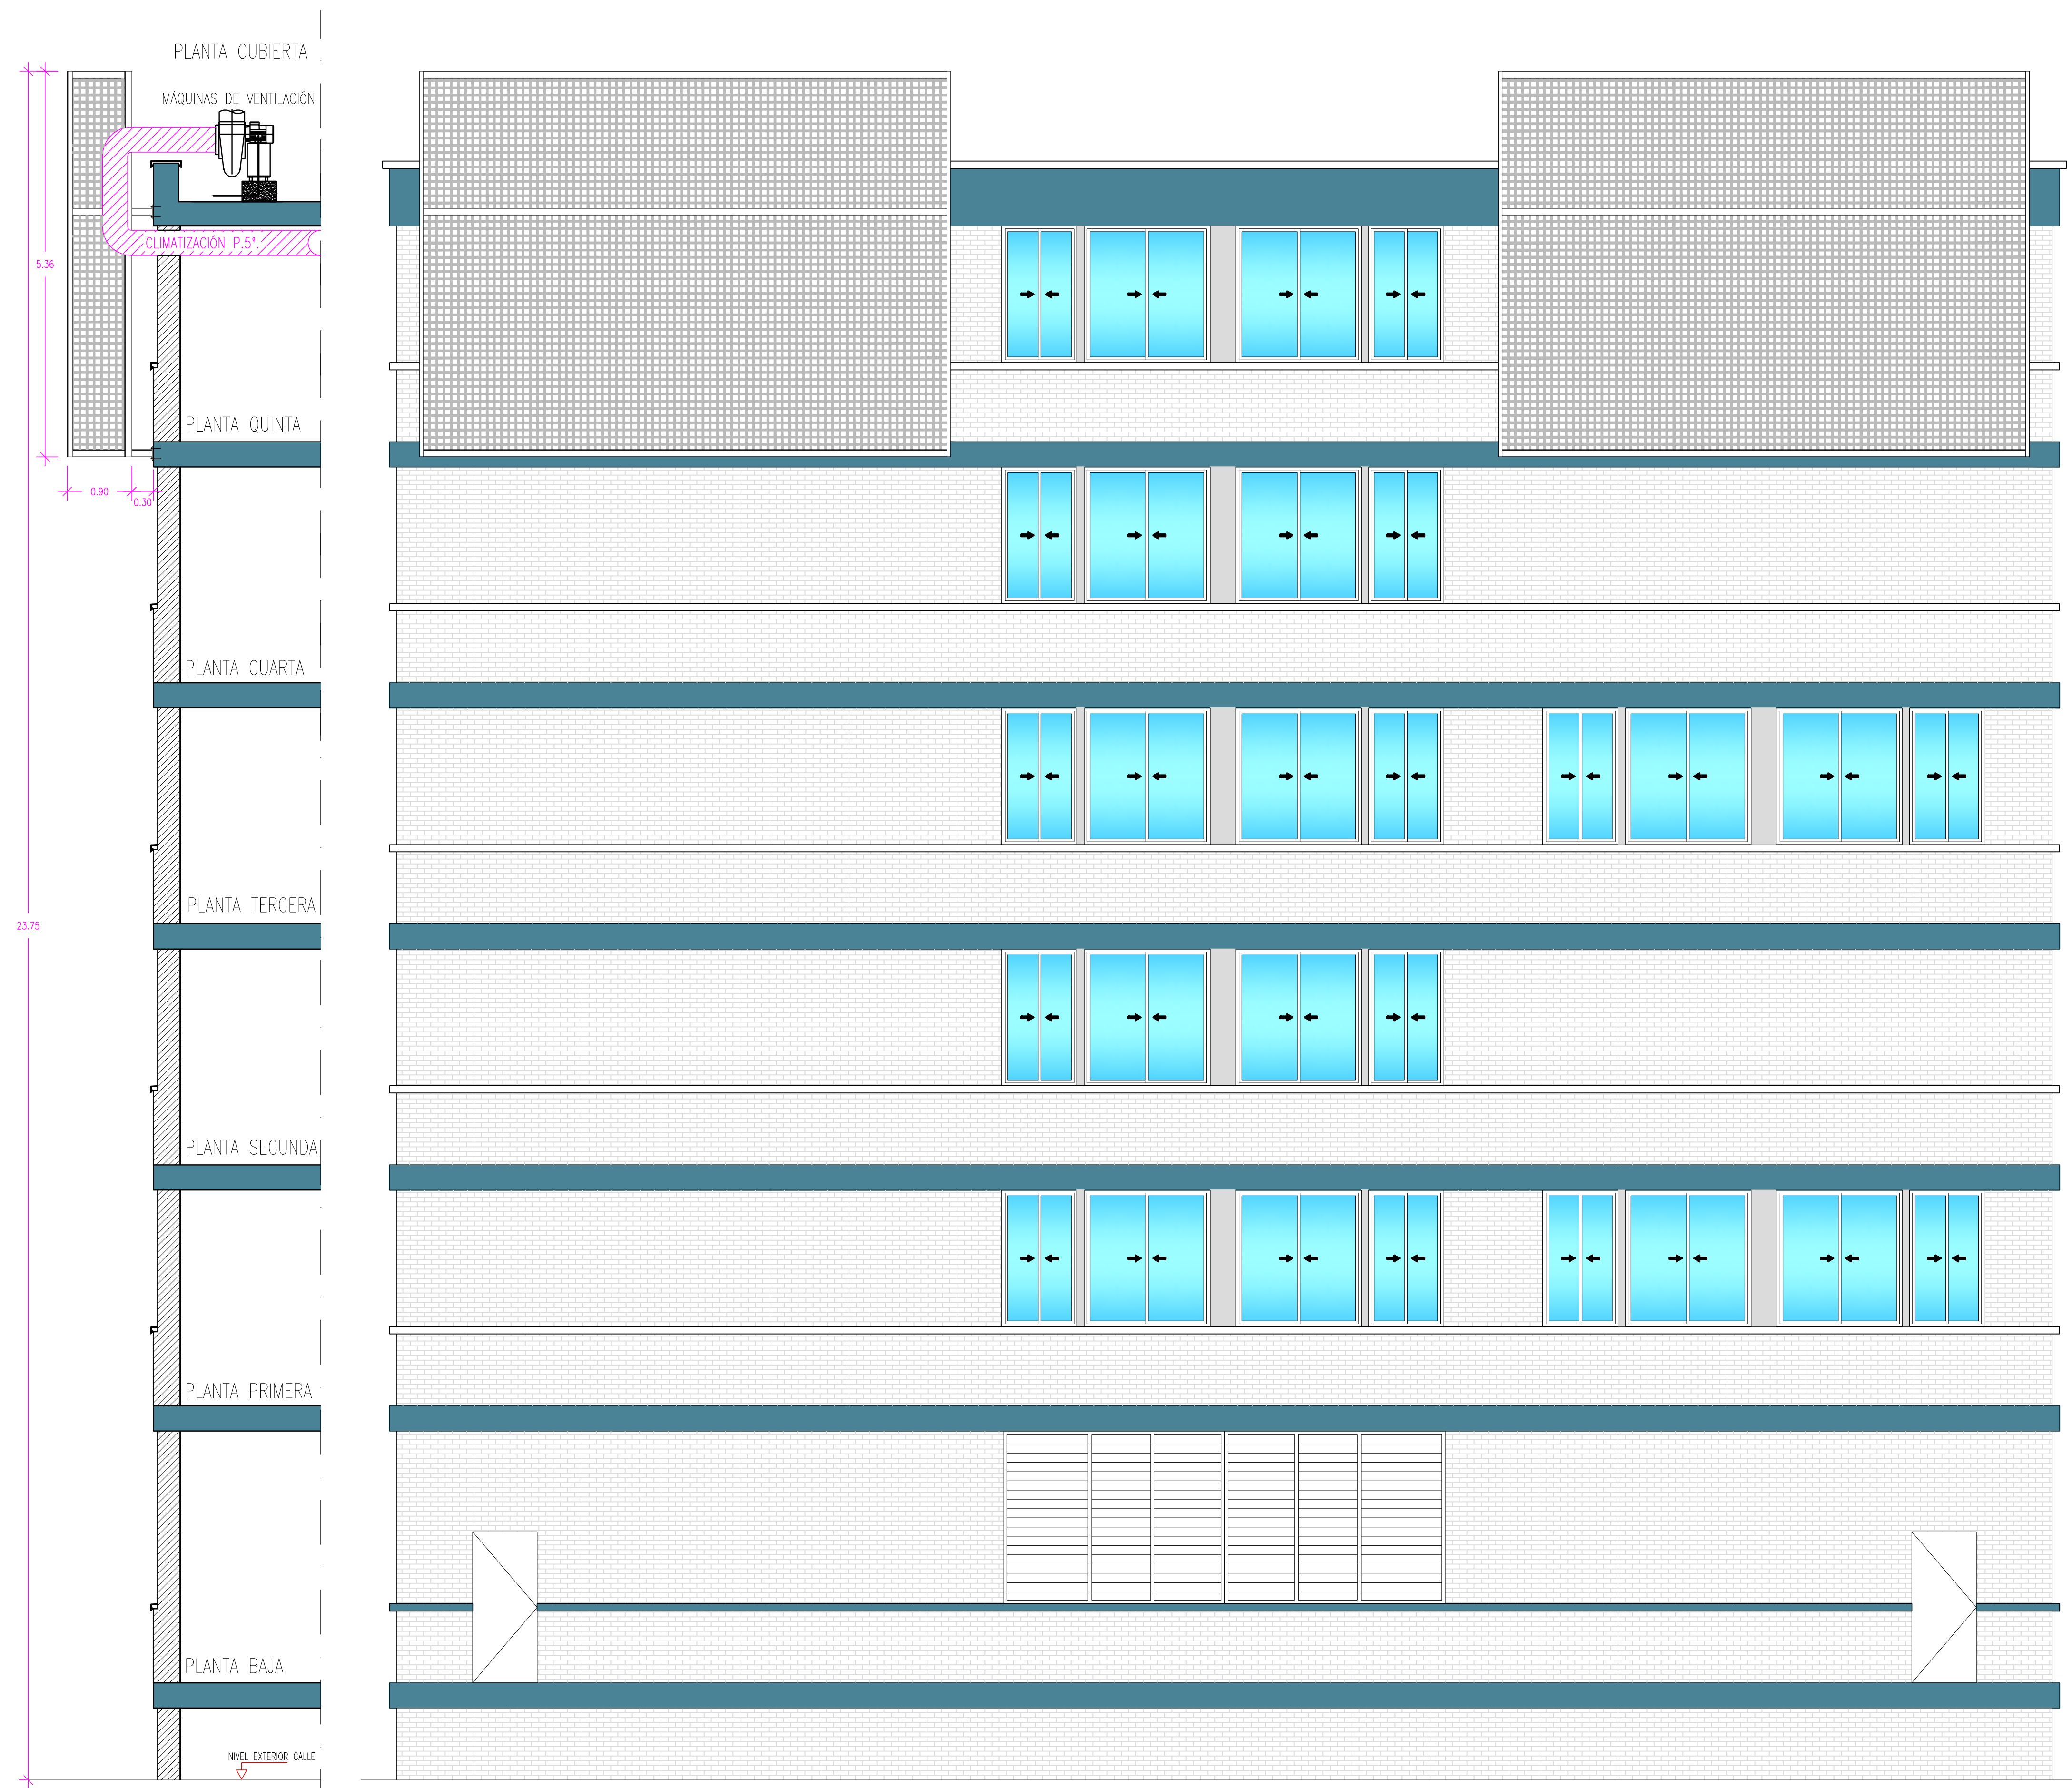 PLANTA CUBIERTA
MÁQUINAS DE VENTILACIÓN
CLIMATIZACIÓN P.5ª.
5.36
PLANTA QUINTA
0.90
0.30
PLANTA CUARTA
PLANTA TERCERA
23.75
PLANTA SEGUNDA
PLANTA PRIMERA
PLANTA BAJA
NIVEL EXTERIOR CALLE